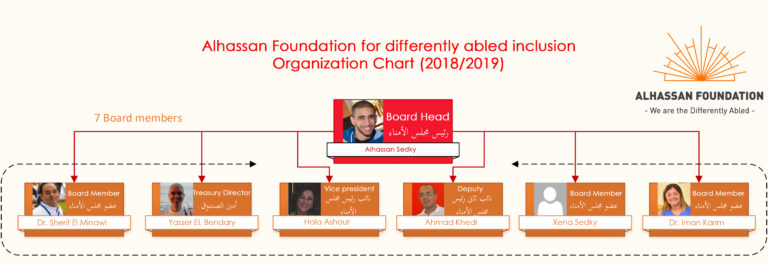 Alhassan Foundation for differently abled inclusion
Organization Chart (2018/2019)
ALHASSAN FOUNDATION
- We are the Differently Abled -
7 Board members
Board Head
رئيس مجلس الأمناء
Alhassan Sedky
Board Member
عضو مجلس الأمناء
Dr. Sherif El Minawi
Treasury Director
أمين الصندوق
Yasser EL Bendary
Vice president
نائب رئيس مجلس
الأمناء
Hala Ashour
Deputy
نائب ثاني رئيس
مجلس الأمناء
Ahmad Khedr
Board Member
عضو مجلس الأمناء
Xena Sedky
Board Member
عضو مجلس الأمناء
Dr. Iman Karim